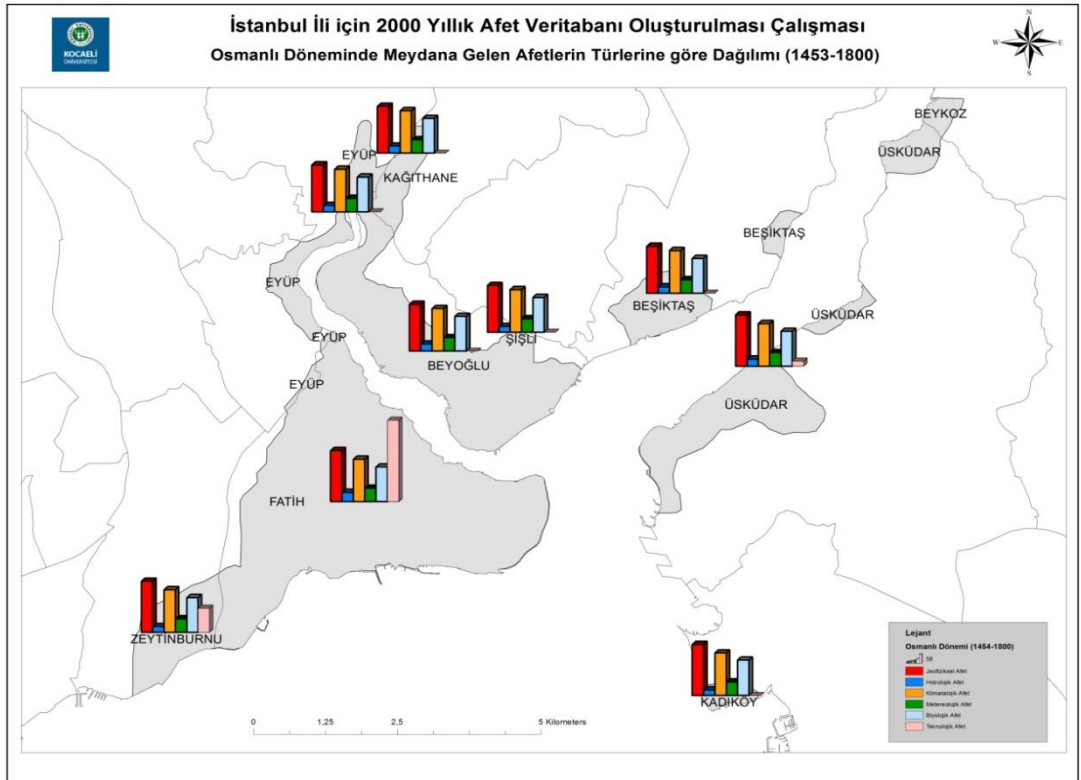 İstanbul İli için 2000 Yıllık Afet Veritabanı Oluşturulması Çalışması
Osmanlı Döneminde Meydana Gelen Afetlerin Türlerine göre Dağılımı (1453-1800)
KOCAELİ
ÜNİVERSİTESİ
N
W E
S
BEYKOZ
ÜSKÜDAR
EYÜP
KAĞITHANE
BEŞİKTAŞ
EYÜP
BEŞİKTAŞ
ÜSKÜDAR
EYÜP
ŞİŞLİ
BEYOĞLU
EYÜP
ÜSKÜDAR
FATİH
ZEYTİNBURNU
KADIKÖY
Lejant
Osmanlı Dönemi (1454-1800)
58
Jeofiziksel Afet
Hidrolojik Afet
Klimatalojik Afet
Metereolojik Afet
Biyolojik Afet
Teknolojik Afet
0 1,25 2,5 5 Kilometers